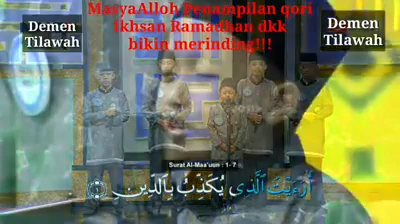 MasyaAlloh Penampilan qori
Ikhsan Ramadhan dkk
bikin merinding!!!
Demen
Tilawah
Demen
Tilawah
Surat Al-Maa'uun : 1- 7
أَرَءَيْتَ ٱلَّذِى يُكَذِّبُ بِٱلدِّينِ